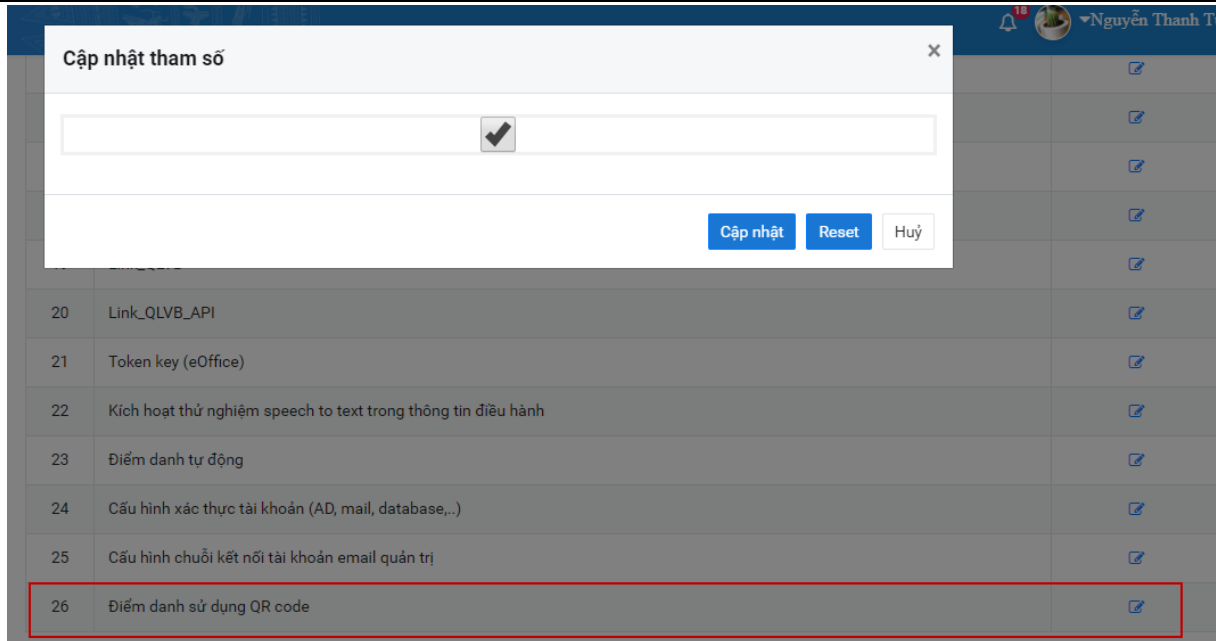 18
Nguyễn Thanh T
Cập nhật tham số
×
Cập nhật Reset Huỷ
20 Link_QLVB_API
21 Token key (eOffice)
22 Kích hoạt thử nghiệm speech to text trong thông tin điều hành
23 Điểm danh tự động
24 Cấu hình xác thực tài khoản (AD, mail, database,..)
25 Cấu hình chuỗi kết nối tài khoản email quản trị
26 Điểm danh sử dụng QR code